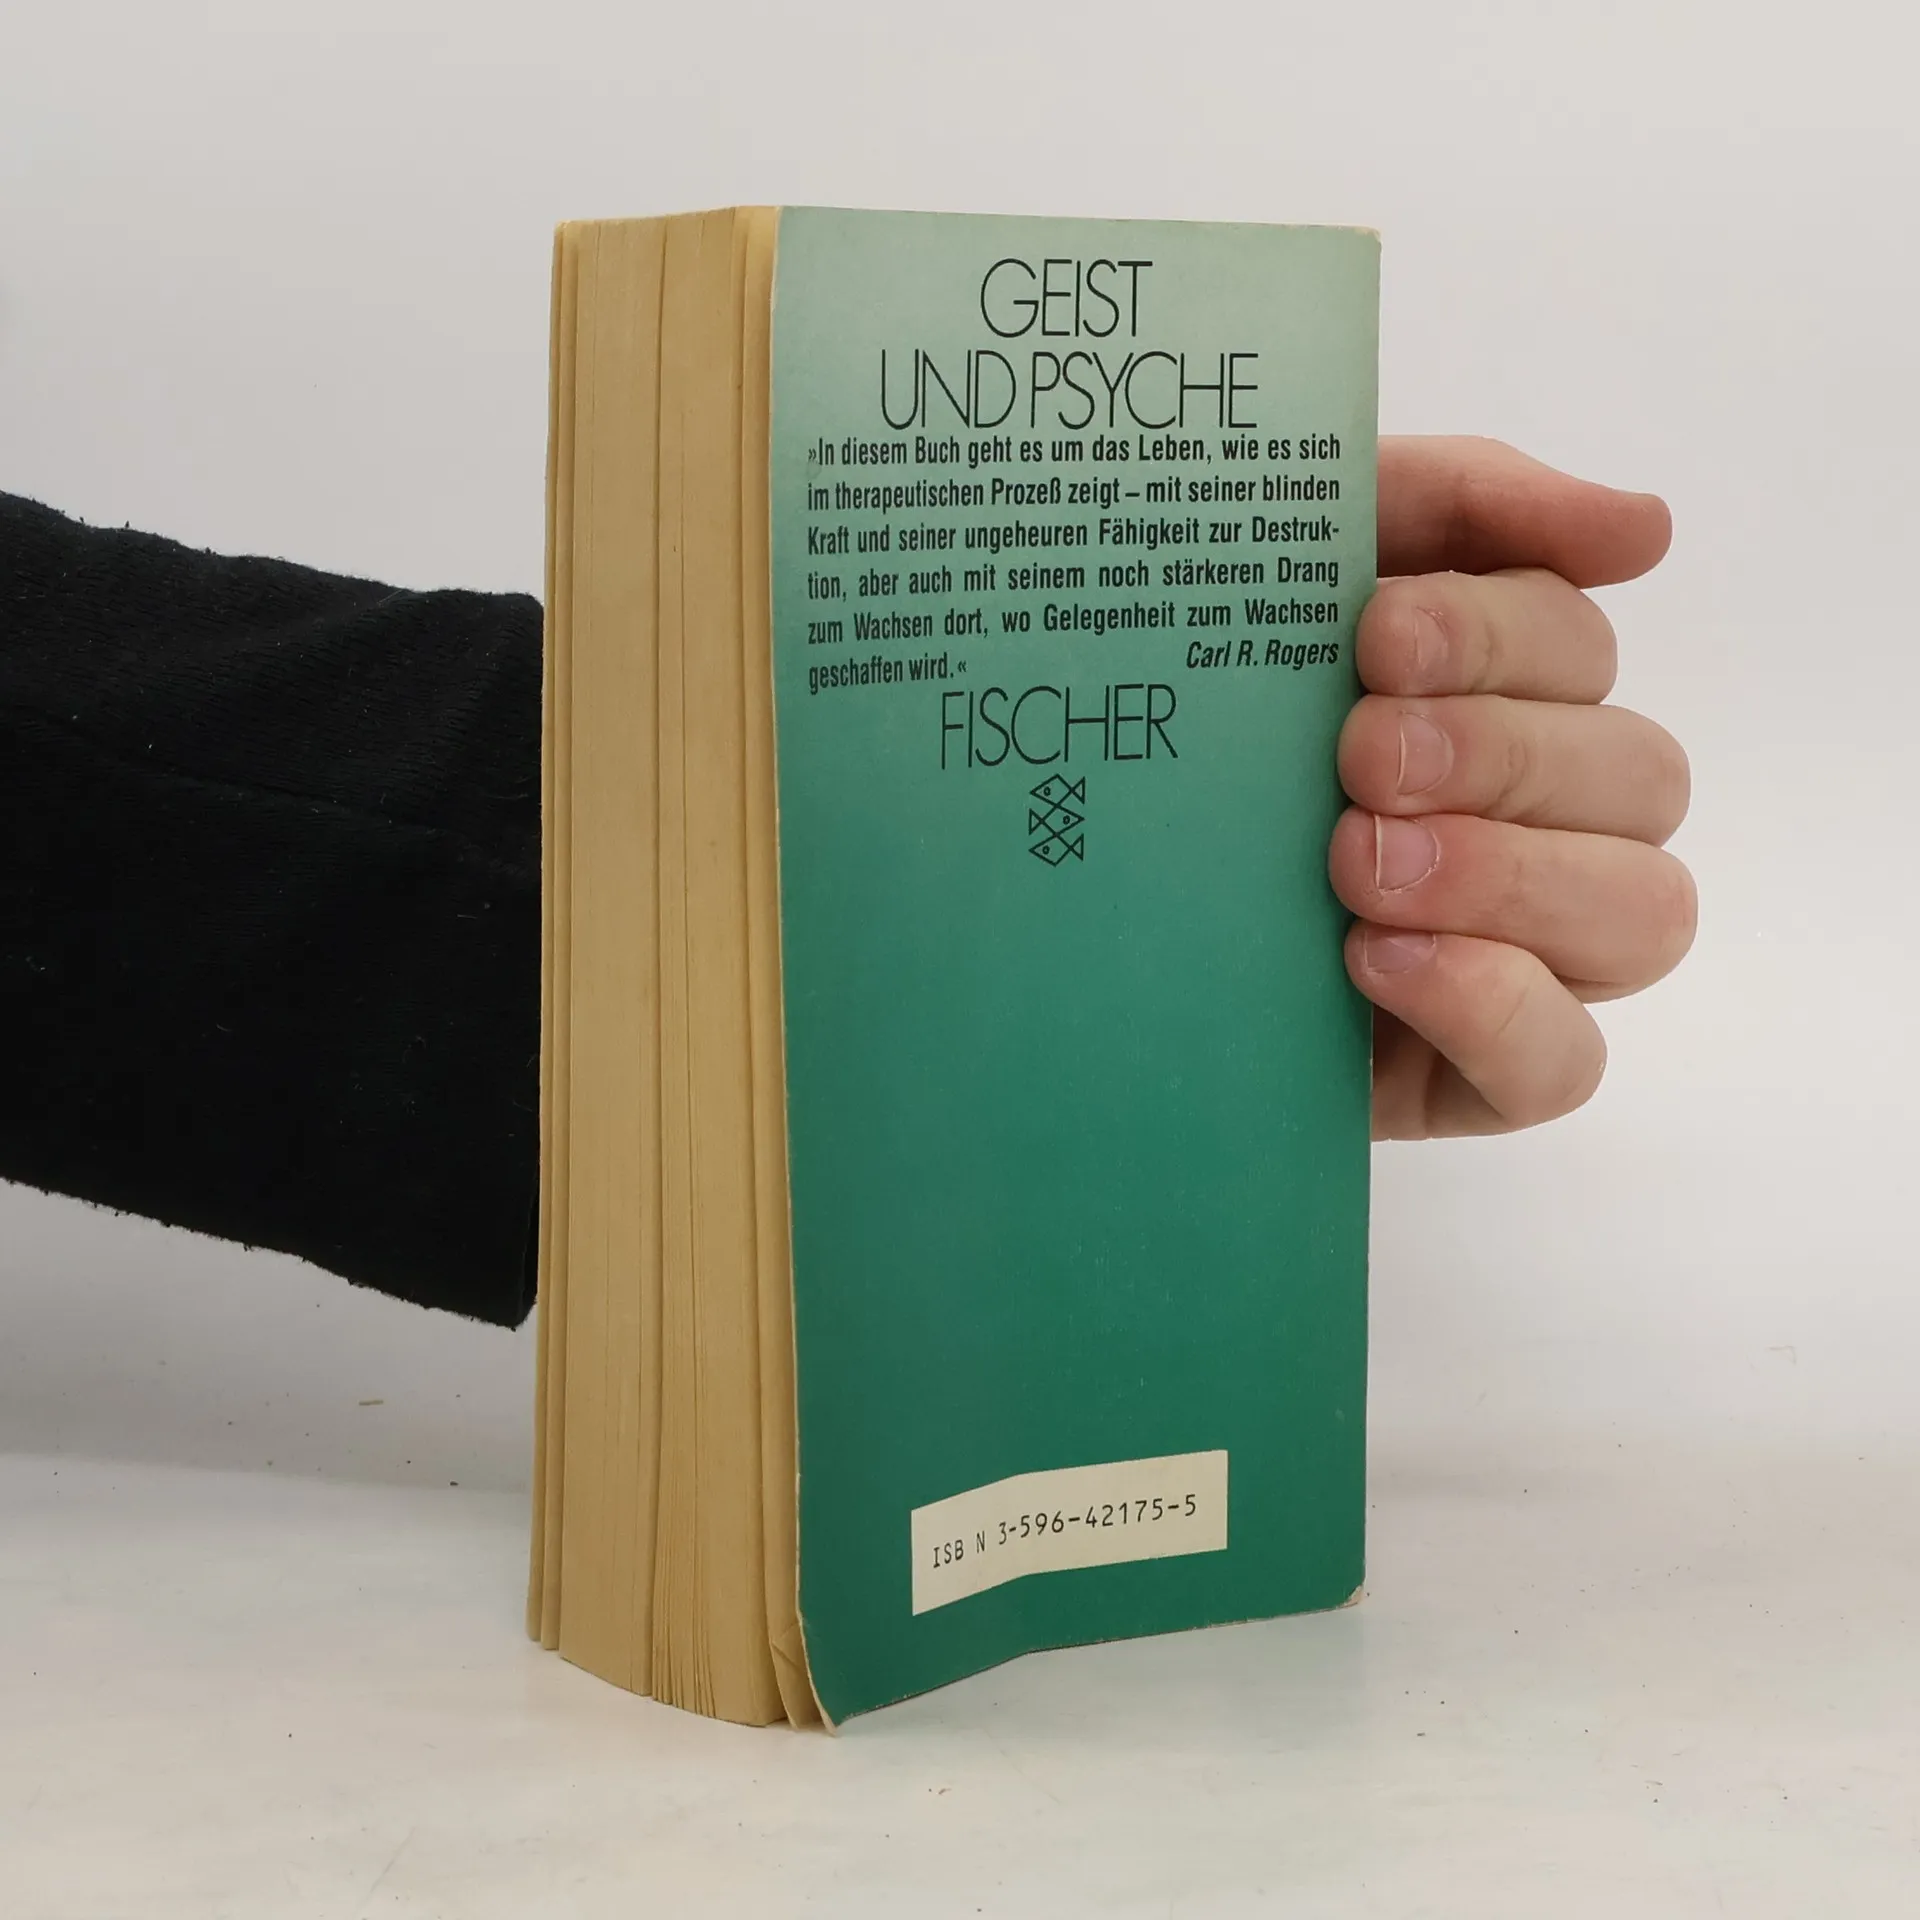 GEIST
UND PSYCHE
»In diesem Buch geht es um das Leben, wie es sich
im therapeutischen Prozeß zeigt – mit seiner blinden
Kraft und seiner ungeheuren Fähigkeit zur Destruk-
tion, aber auch mit seinem noch stärkeren Drang
zum Wachsen dort, wo Gelegenheit zum Wachsen
geschaffen wird.« Carl R. Rogers
FISCHER
ISBN 3-596-42175-5